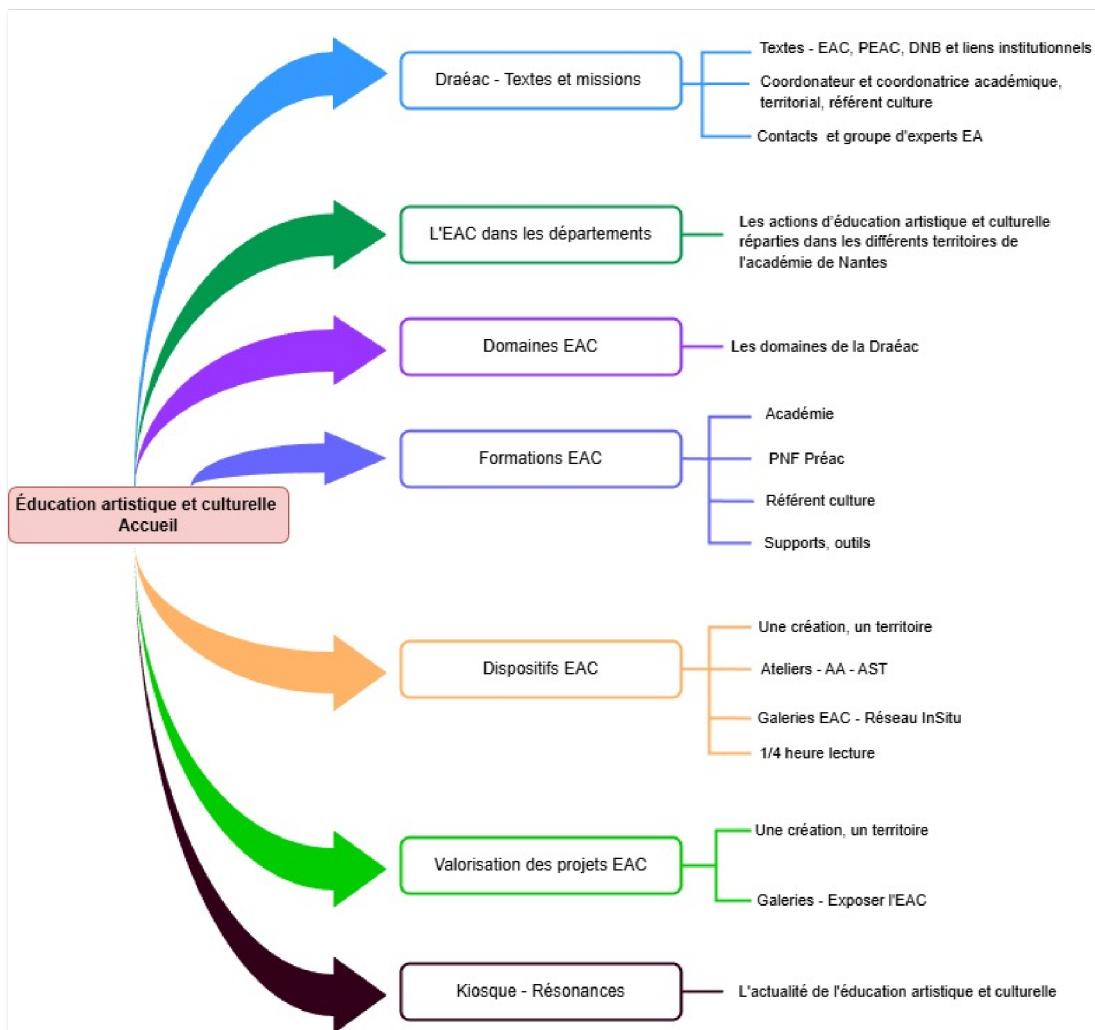 Éducation artistique et culturelle
Accueil
Draéac - Textes et missions
Textes - EAC, PEAC, DNB et liens institutionnels
Coordonateur et coordonatrice académique,
territorial, référent culture
Contacts et groupe d'experts EA
L'EAC dans les départements
Les actions d'éducation artistique et culturelle
réparties dans les différents territoires de
l'académie de Nantes
Domaines EAC
Les domaines de la Draéac
Formations EAC
Académie
PNF Préac
Référent culture
Supports, outils
Dispositifs EAC
Une création, un territoire
Ateliers - AA - AST
Galeries EAC - Réseau InSitu
1/4 heure lecture
Valorisation des projets EAC
Une création, un territoire
Galeries - Exposer l'EAC
Kiosque - Résonances
L'actualité de l'éducation artistique et culturelle